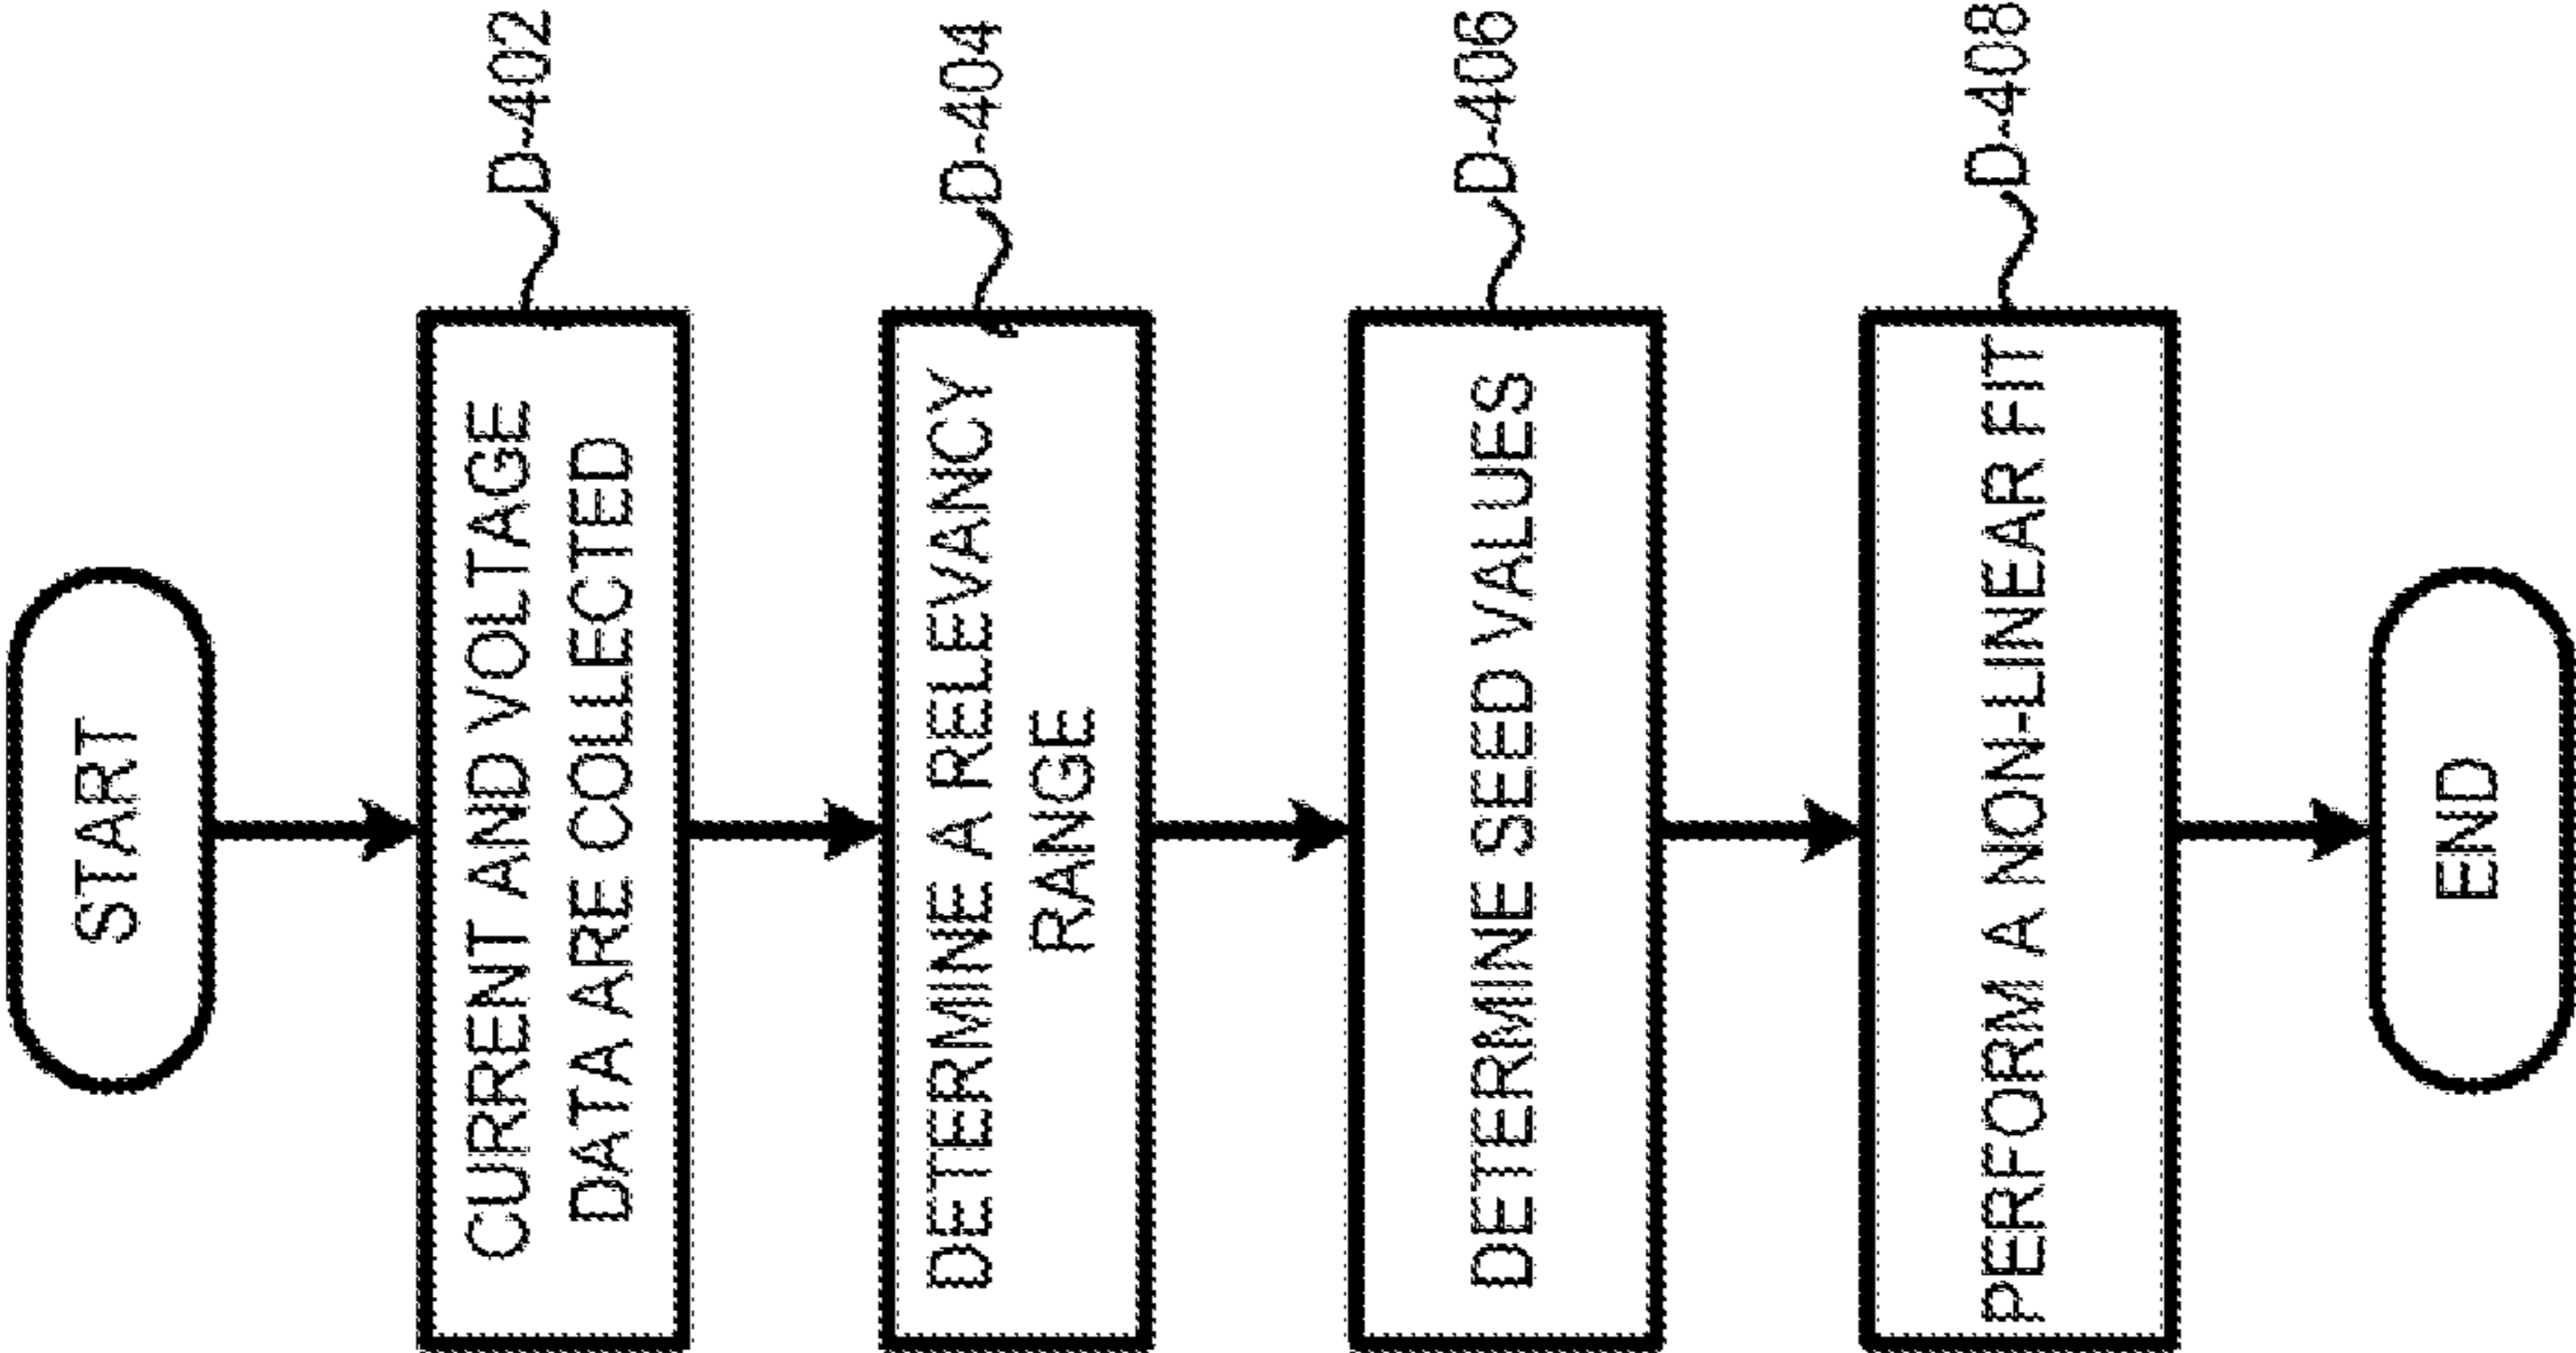 START
CURRENT AND VOLTAGE
DATA ARE COLLECTED
D-402
DETERMINE A RELEVANCY
RANGE
D-404
DETERMINE SEED VALUES
D-406
PERFORM A NON-LINEAR FIT
D-408
END